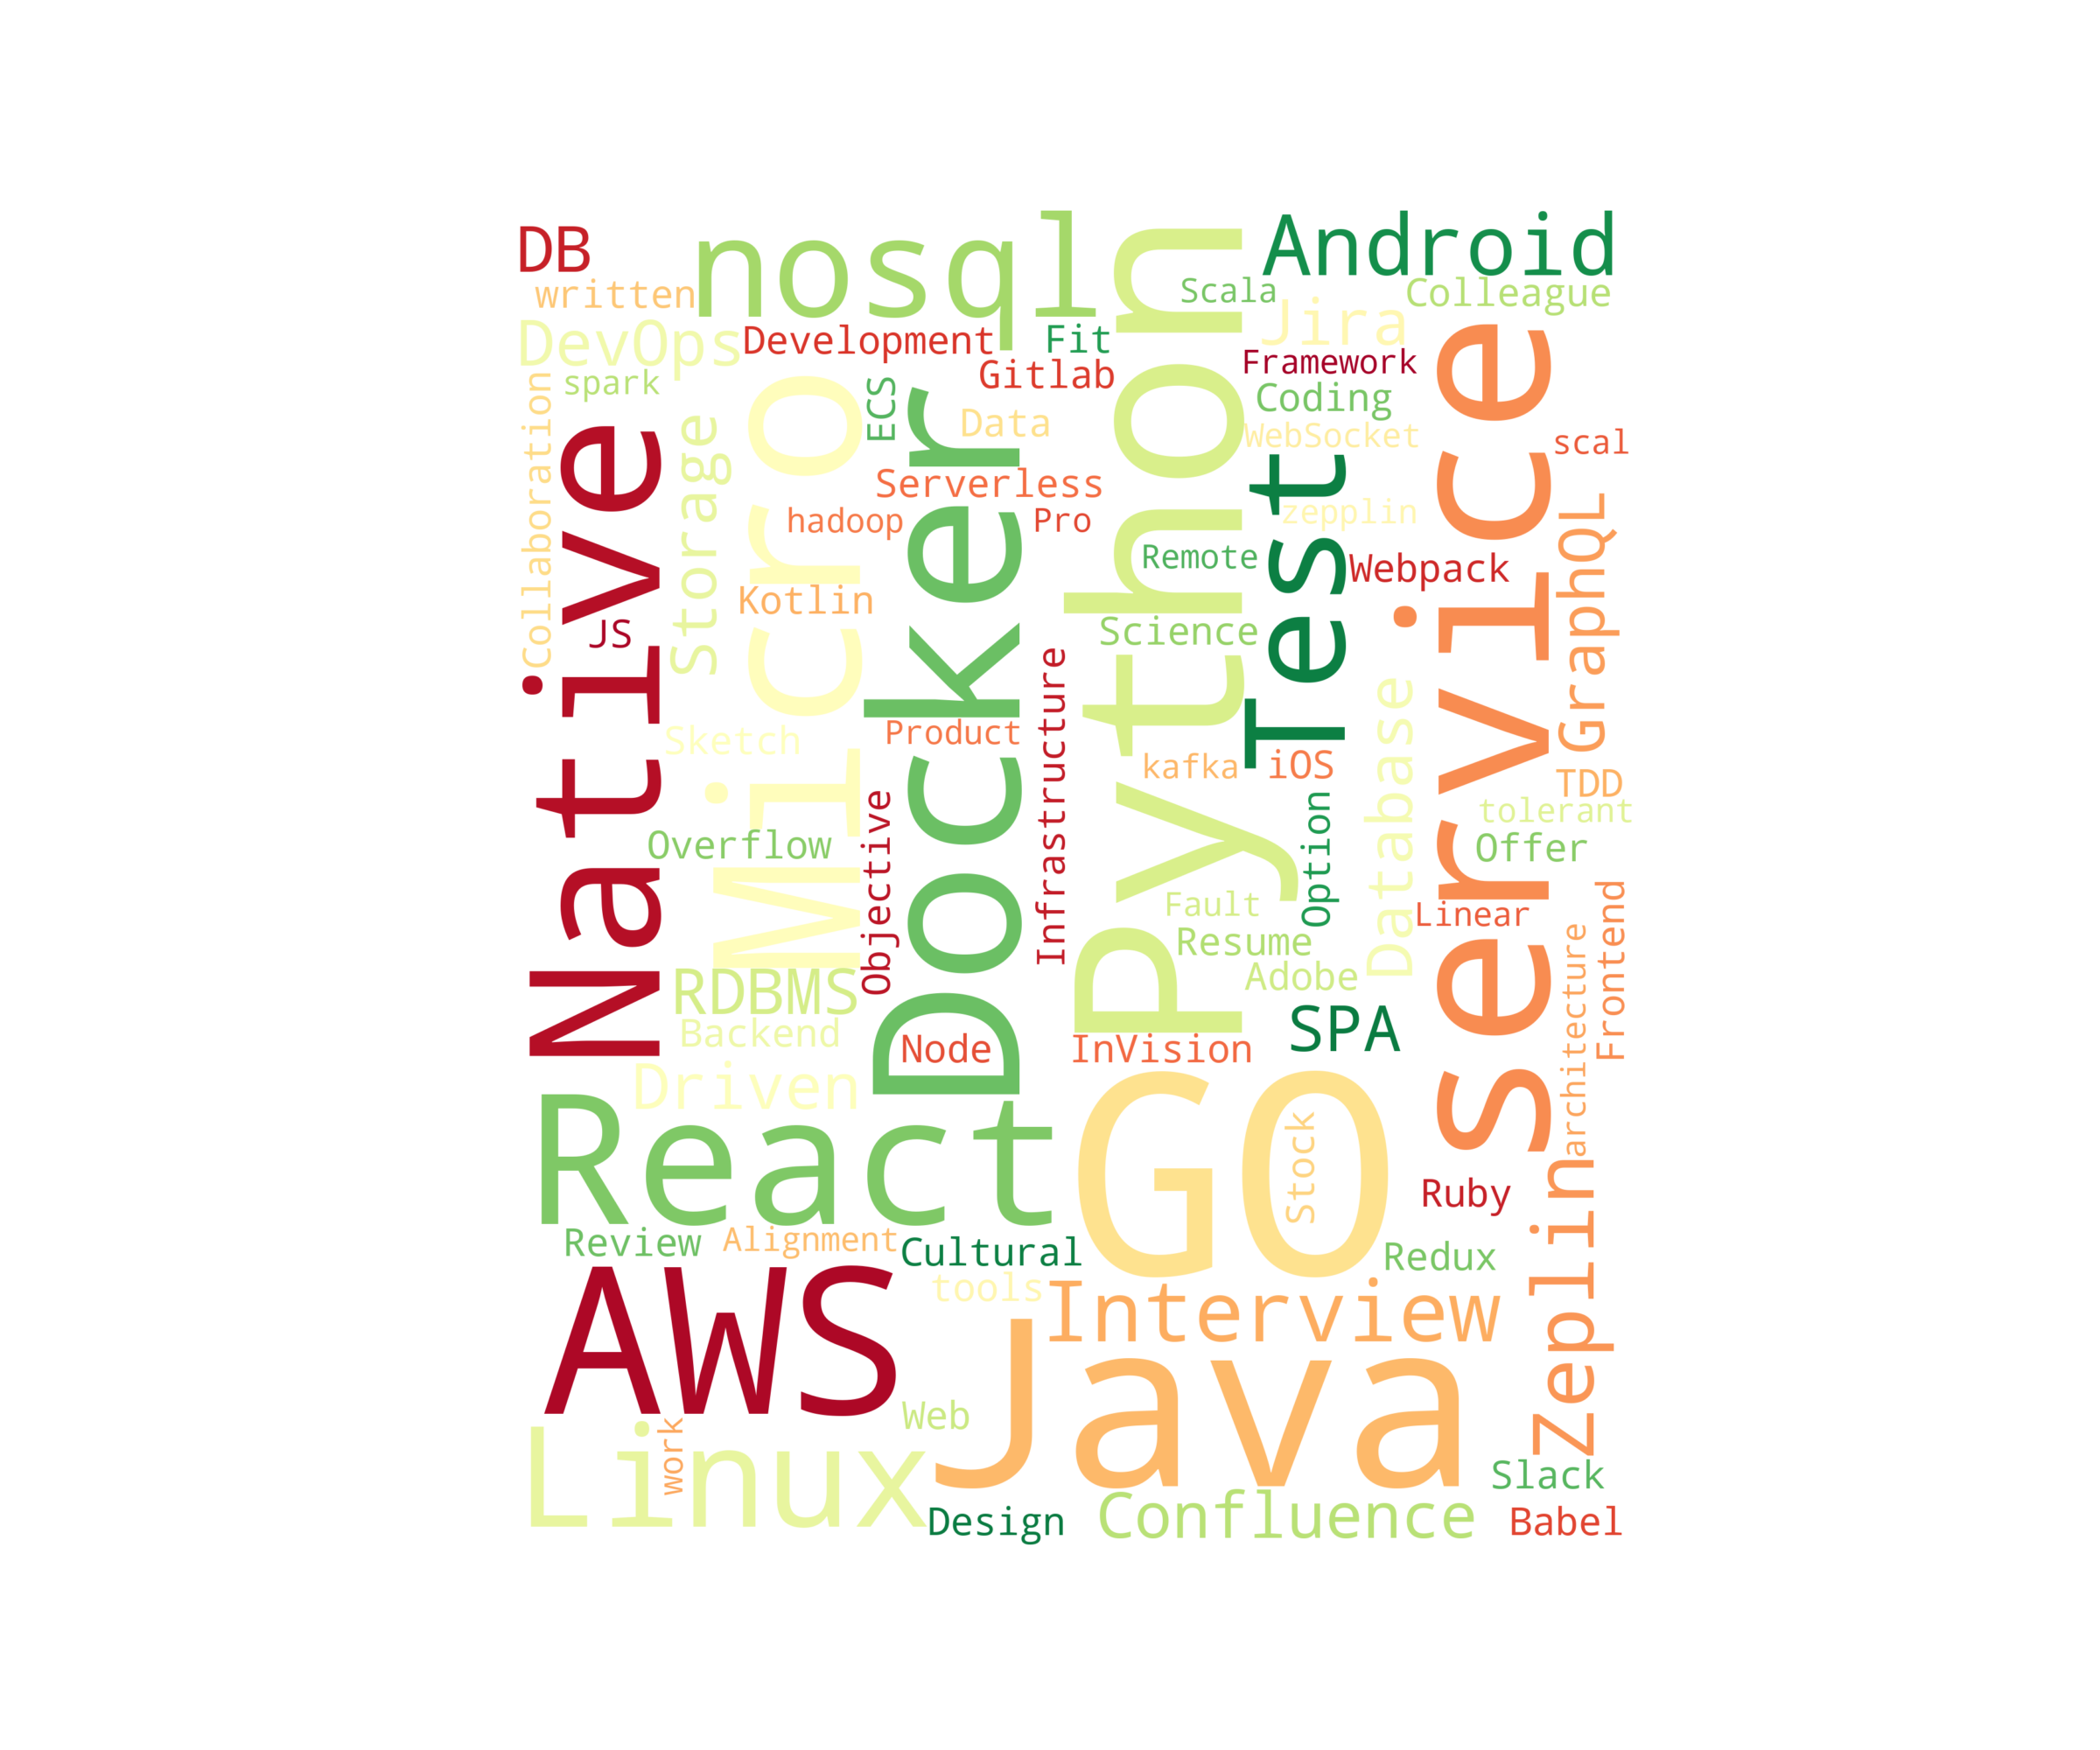 DB
nosql
Android
written
Scala
Colleague
DevOps
Development
Fit
Jira
Framework
spark
Gitlab
Coding
ECS
Data
WebSocket
scal
Collaboration
Native
Storage
Micro
Docker
Python
Test
service
Serverless
hadoop
Pro
zepplin
GraphQL
Remote
Webpack
Kotlin
JS
Science
Sketch
Product
Infrastructure
kafka
iOS
Database
TDD
tolerant
Overflow
Objective
Option
Offer
Fault
Linear
Resume
Frontend
RDBMS
Adobe
architecture
Backend
SPA
Node
InVision
Driven
React
GO
Stock
Ruby
Zeplin
Review
Alignment
Cultural
Redux
AWS
tools
Interview
Java
Web
Linux
work
Slack
Design
Confluence
Babel